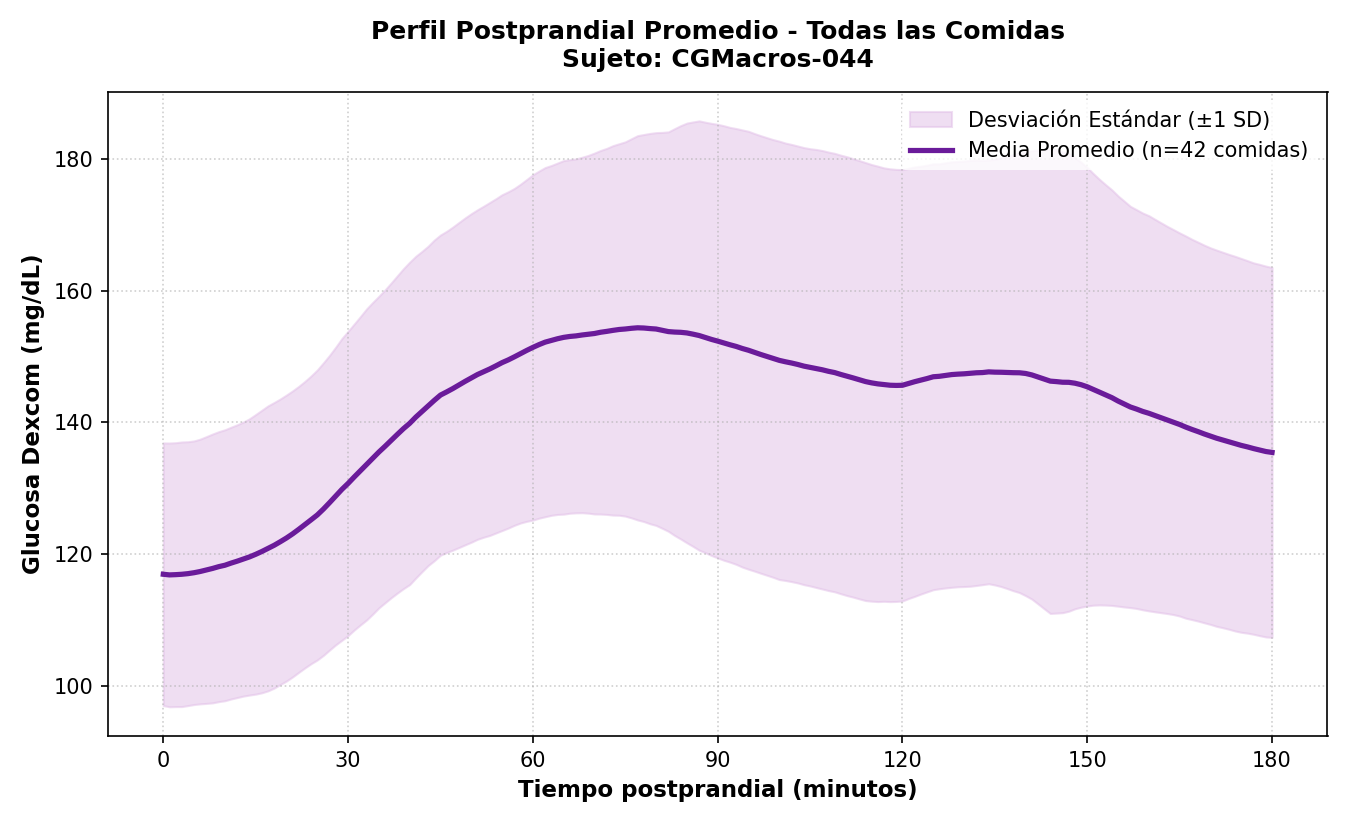 Perfil Postprandial Promedio - Todas las Comidas
Sujeto: CGMacros-044
Desviación Estándar (±1 SD)
Media Promedio (n=42 comidas)
Glucosa Dexcom (mg/dL)
180
160
140
120
100
0 30 60 90 120 150 180
Tiempo postprandial (minutos)